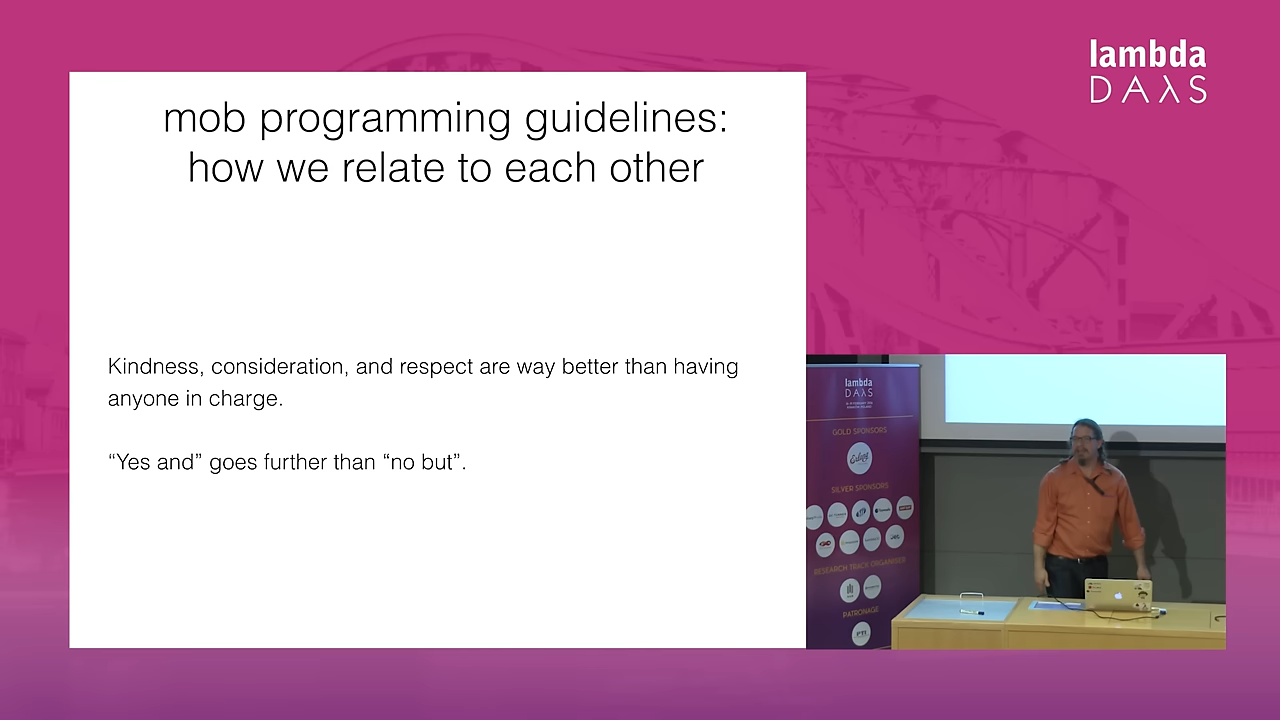 lambda
DAλS
mob programming guidelines:
how we relate to each other
Kindness, consideration, and respect are way better than having
anyone in charge.
“Yes and” goes further than “no but”.
lambda
DAλS
GOLD SPONSORS
SILVER SPONSORS
RESEARCH TRACK ORGANISER
PATRONAGE
PTI